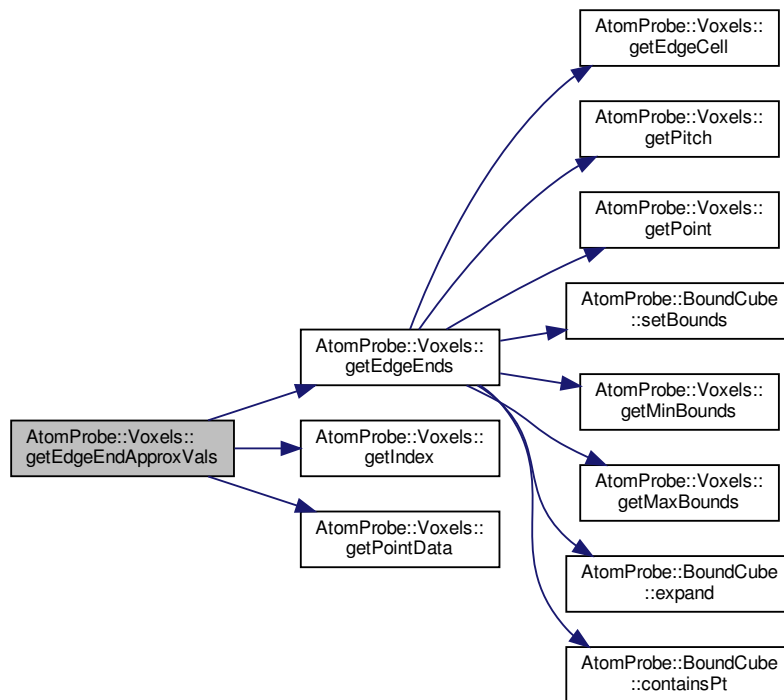 AtomProbe::Voxels::
getEdgeCell
AtomProbe::Voxels::
getPitch
AtomProbe::Voxels::
getPoint
AtomProbe::BoundCube
::setBounds
AtomProbe::Voxels::
getEdgeEnds
AtomProbe::Voxels::
getMinBounds
AtomProbe::Voxels::
getEdgeEndApproxVals
AtomProbe::Voxels::
getIndex
AtomProbe::Voxels::
getMaxBounds
AtomProbe::Voxels::
getPointData
AtomProbe::BoundCube
::expand
AtomProbe::BoundCube
::containsPt